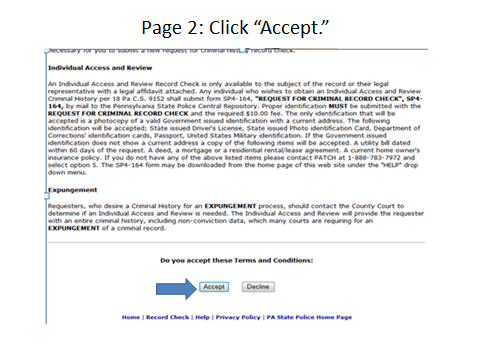 Page 2: Click “Accept.”
Necessary for you to submit a new request for criminal history record check.
Individual Access and Review
An Individual Access and Review Record Check is only available to the subject of the record or their legal
representative with a legal affidavit attached. Any individual who wishes to obtain an Individual Access and Review
Criminal History per 18 Pa C.S. 9152 shall submit form SP4-164, "REQUEST FOR CRIMINAL RECORD CHECK", SP4-
164, by mail to the Pennsylvania State Police Central Repository. Proper identification MUST be submitted with the
REQUEST FOR CRIMINAL RECORD CHECK and the required $10.00 fee. The only identification that will be
accepted is a photocopy of a valid Government issued identification with a current address. The following
identification will be accepted; State issued Driver's License, State issued Photo identification Card, Department of
Corrections' identification cards, Passport, United States Military identification. If the Government issued
identification does not show a current address a copy of the following items will be accepted. A utility bill dated
within 60 days of the request. A deed, a mortgage or a residential rental/lease agreement. A current home owner's
insurance policy. If you do not have any of the above listed items please contact PATCH at 1-888-783-7972 and
select option 5. The SP4-164 form may be downloaded from the home page of this web site under the "HELP" drop
down menu.
Expungement
Requesters, who desire a Criminal History for an EXPUNGEMENT process, should contact the County Court to
determine if an Individual Access and Review is needed. The Individual Access and Review will provide the requester
with an entire criminal history, including non-conviction data, which many courts are requiring for an
EXPUNGEMENT of a criminal record.
Do you accept these Terms and Conditions:
Accept Decline
Home | Record Check | Help | Privacy Policy | PA State Police Home Page